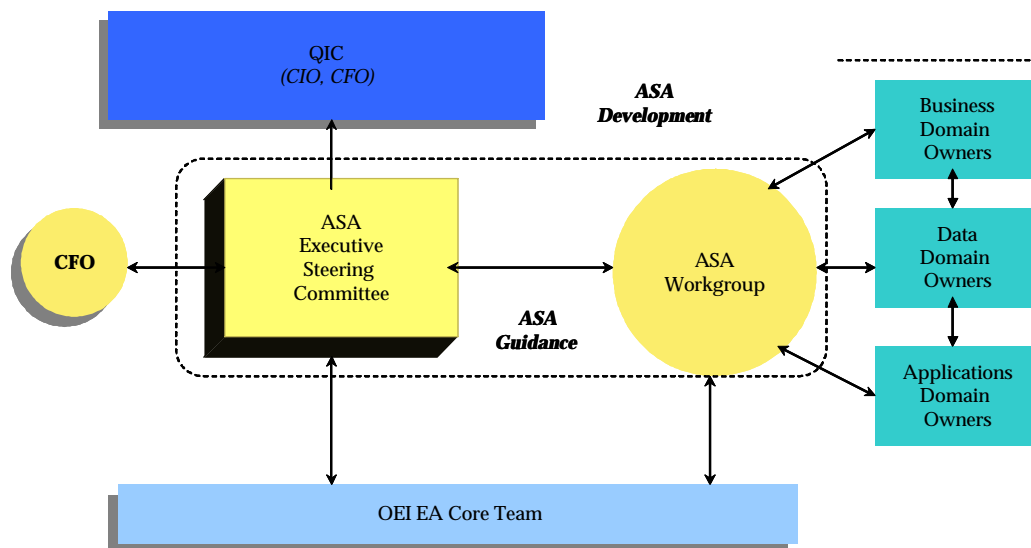 QIC
(CIO, CFO)
ASA
Development
Business
Domain
Owners
ASA
Executive
Steering
Committee
CFO
ASA
Workgroup
Data
Domain
Owners
ASA
Guidance
Applications
Domain
Owners
OEI EA Core Team